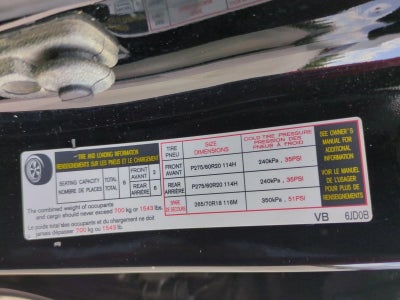 TIRE AND LOADING INFORMATION
RENSEIGNEMENTS SUR LES PNEUS ET LE CHARGEMENT
SEATING CAPACITY
NOMBRE DE PLACES
TOTAL
TOTAL
8
FRONT
AVANT
2
REAR
ARRIÈRE
6
The combined weight of occupants
and cargo should never exceed 700 kg or 1543 lbs.
Le poids total des occupants et du chargement ne doit
jamais dépasser 700 kg ou 1543 lb.
TIRE
PNEU
SIZE
DIMENSIONS
COLD TIRE PRESSURE
PRESSION DES
PNEUS À FROID
FRONT
AVANT
P275/60R20 114H
240kPa, 35PSI
REAR
ARRIÈRE
P275/60R20 114H
240kPa, 35PSI
SPARE
DE SECOURS
265/70R18 116M
350kPa, 51PSI
SEE OWNER'S
MANUAL FOR
ADDITIONAL
INFORMATION
VOIR LE MANUEL
DE L'USAGER
POUR PLUS DE
RENSEIGNEMENTS
VB 6JD0B